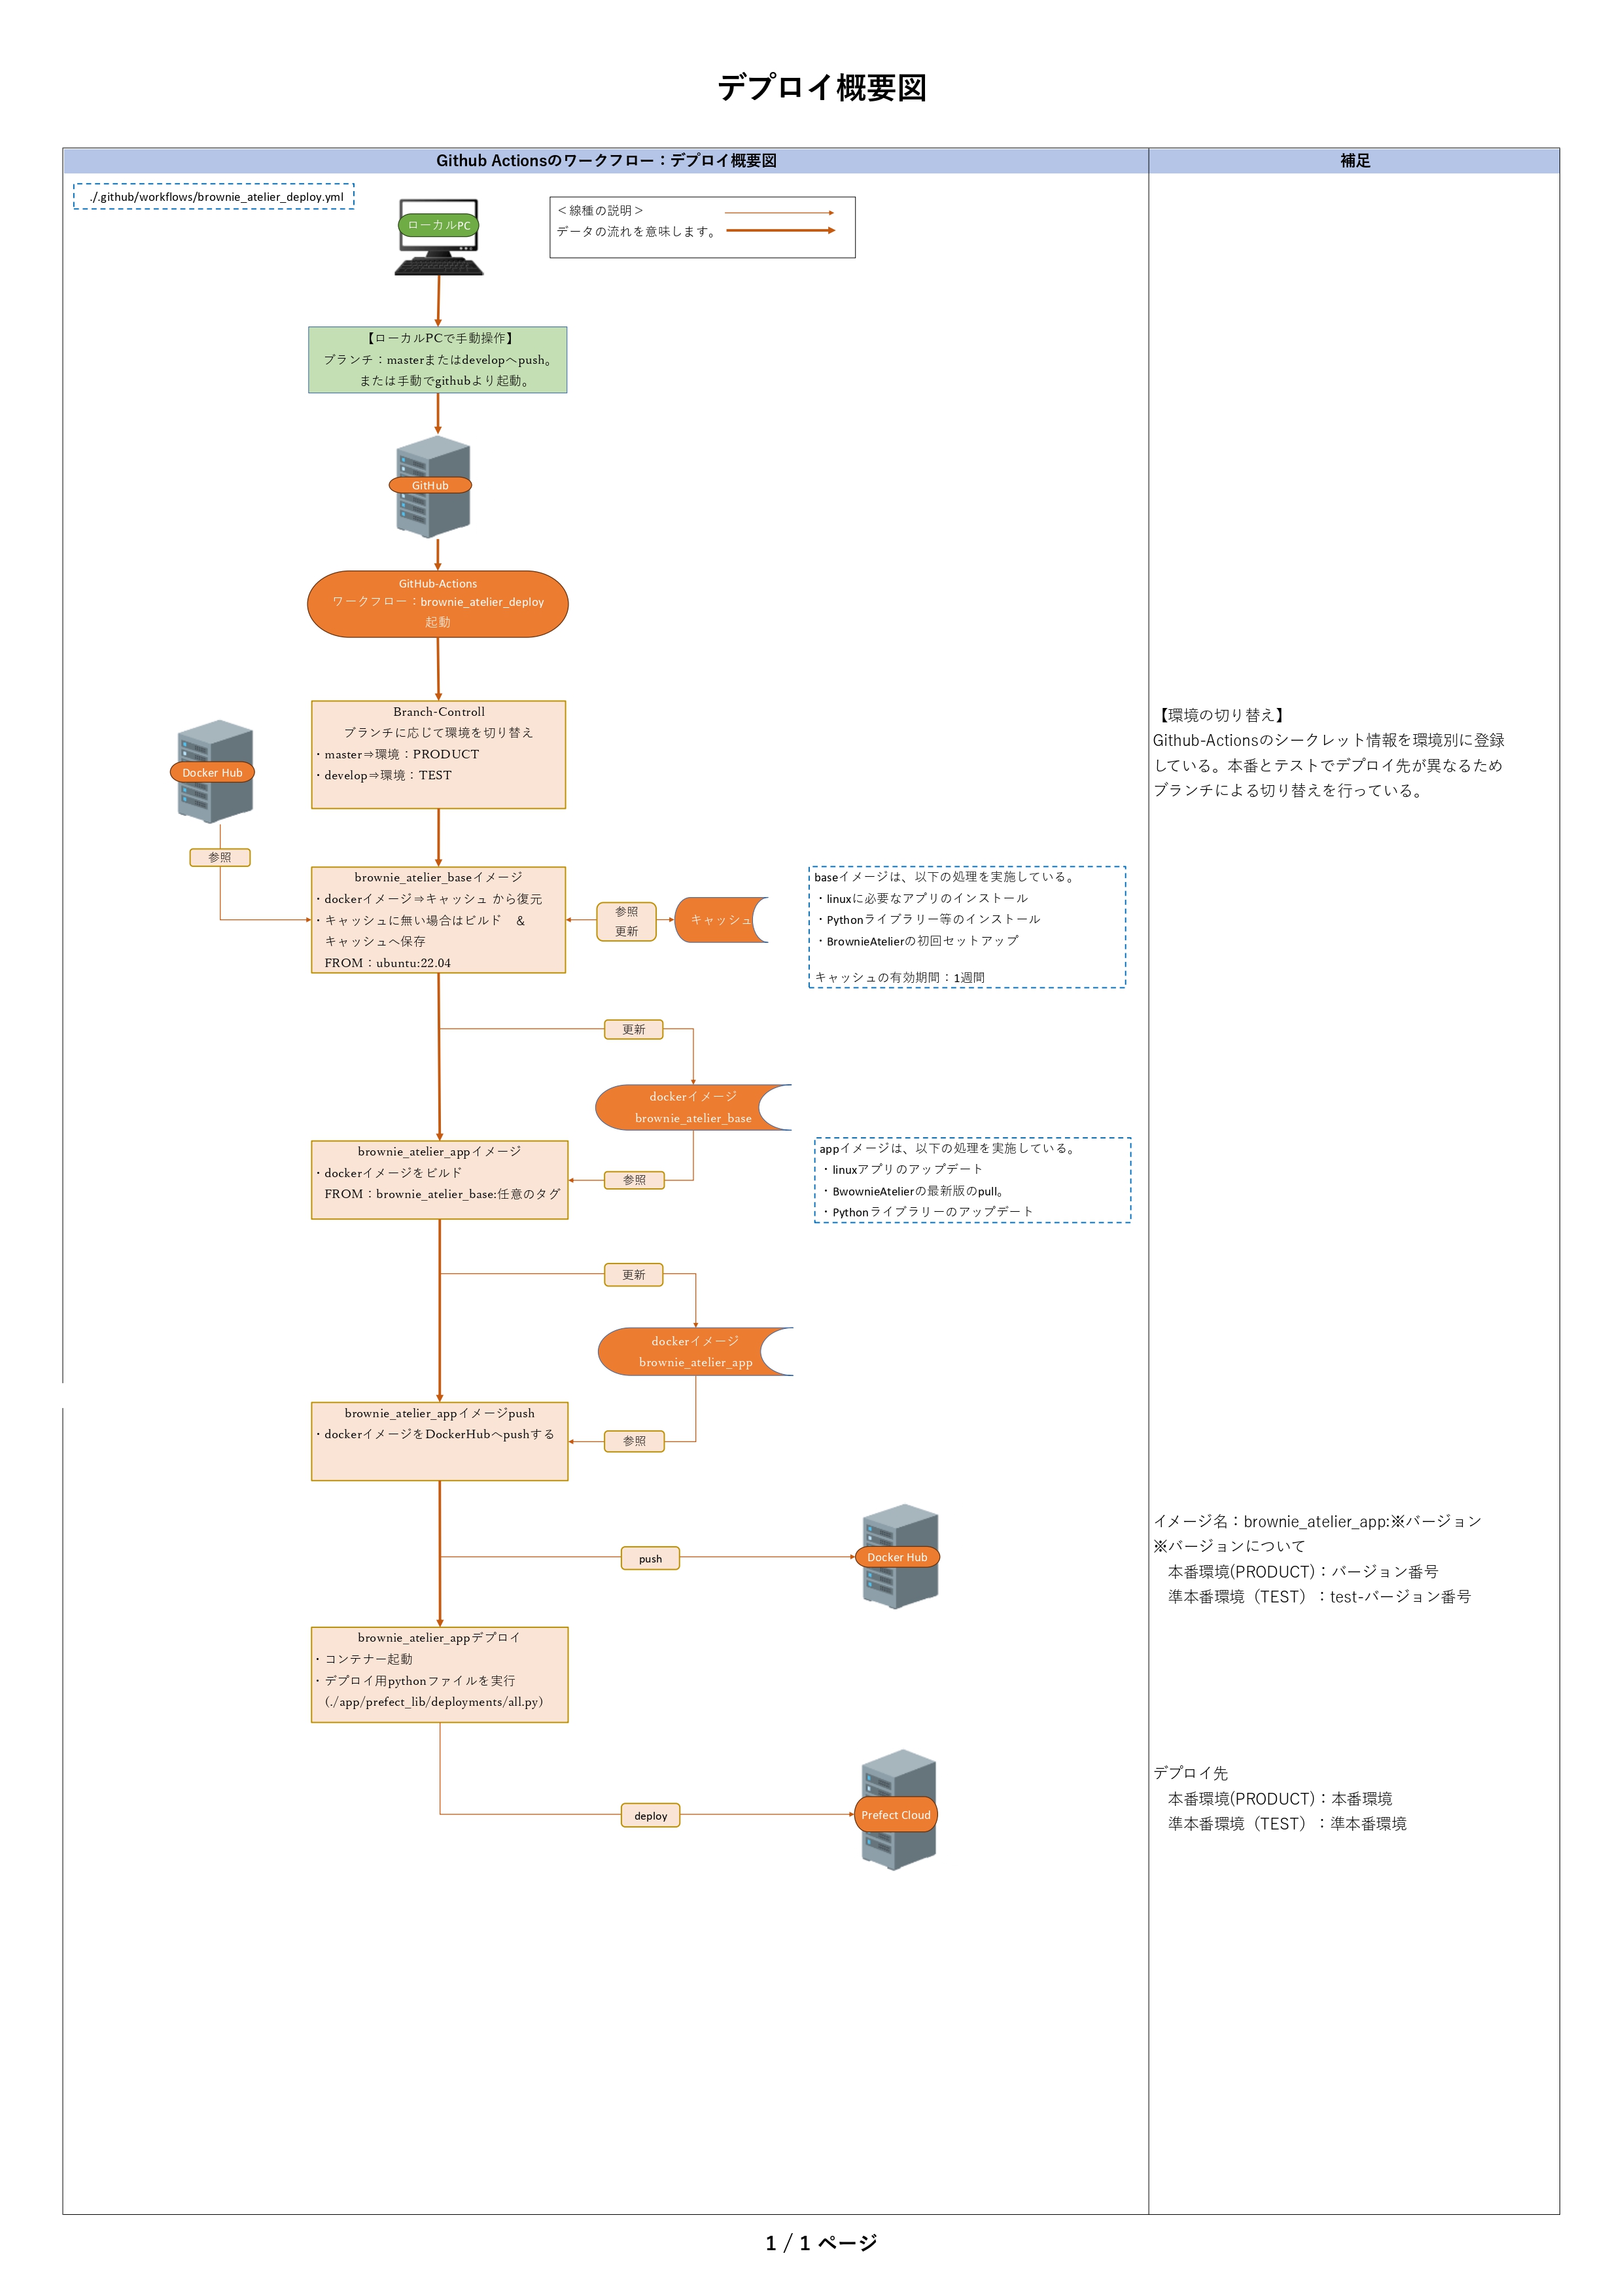 デプロイ概要図
Github Actionsのワークフロー：デプロイ概要図
補足
./.github/workflows/brownie_atelier_deploy.yml
ローカルPC
＜線種の説明＞
データの流れを意味します。
【ローカルPCで手動操作】
ブランチ：masterまたはdevelopへpush。
または手動でgithubより起動。
GitHub
GitHub-Actions
ワークフロー：brownie_atelier_deploy
起動
Branch-Controll
ブランチに応じて環境を切り替え
・master⇒環境：PRODUCT
・develop⇒環境：TEST
【環境の切り替え】
Github-Actionsのシークレット情報を環境別に登録
している。本番とテストでデプロイ先が異なるため
ブランチによる切り替えを行っている。
Docker Hub
参照
brownie_atelier_baseイメージ
・dockerイメージ⇒キャッシュ から復元
・キャッシュに無い場合はビルド　＆
キャッシュへ保存
FROM：ubuntu:22.04
参照
更新
キャッシュ
baseイメージは、以下の処理を実施している。
・linuxに必要なアプリのインストール
・Pythonライブラリー等のインストール
・BrownieAtelierの初回セットアップ
キャッシュの有効期間：1週間
更新
dockerイメージ
brownie_atelier_base
brownie_atelier_appイメージ
・dockerイメージをビルド
FROM：brownie_atelier_base:任意のタグ
参照
appイメージは、以下の処理を実施している。
・linuxアプリのアップデート
・BwownieAtelierの最新版のpull。
・Pythonライブラリーのアップデート
更新
dockerイメージ
brownie_atelier_app
brownie_atelier_appイメージpush
・dockerイメージをDockerHubへpushする
参照
push
Docker Hub
イメージ名：brownie_atelier_app:※バージョン
※バージョンについて
本番環境(PRODUCT)：バージョン番号
準本番環境（TEST）：test-バージョン番号
brownie_atelier_appデプロイ
・コンテナー起動
・デプロイ用pythonファイルを実行
(./app/prefect_lib/deployments/all.py)
deploy
Prefect Cloud
デプロイ先
本番環境(PRODUCT)：本番環境
準本番環境（TEST）：準本番環境
1 / 1 ページ